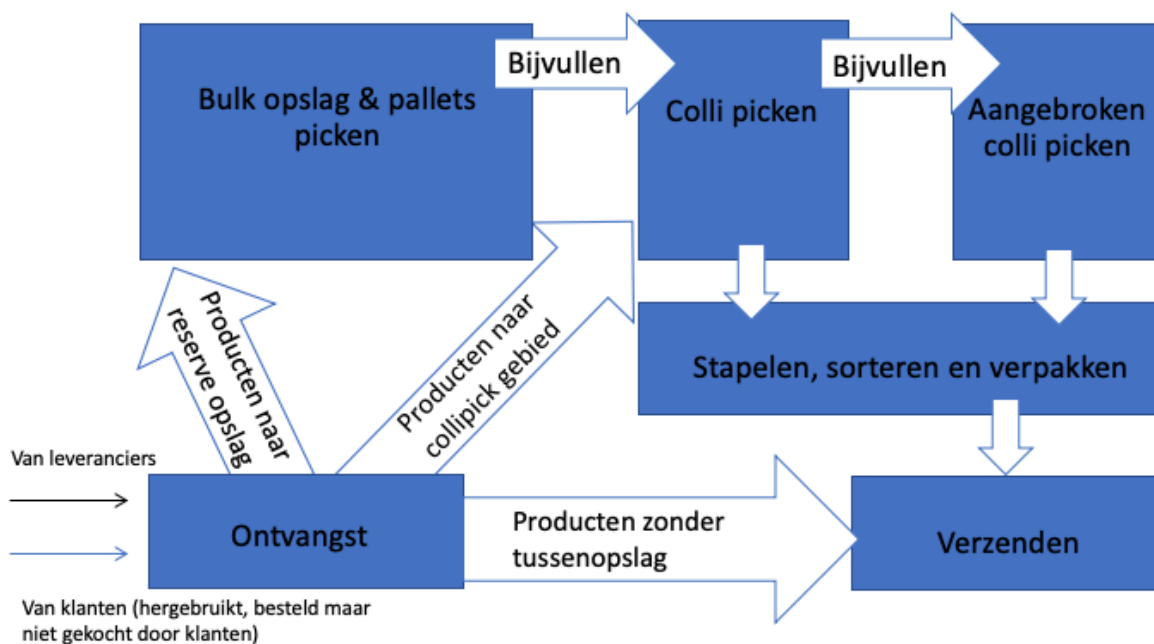 Bulk opslag & pallets
picken
Bijvullen
Colli picken
Bijvullen
Aangebroken
colli picken
Producten naar
reserve opslag
Producten naar
collipick gebied
Stapelen, sorteren en verpakken
Van leveranciers
Ontvangst
Producten zonder
tussenopslag
Verzenden
Van klanten (hergebruikt, besteld maar
niet gekocht door klanten)